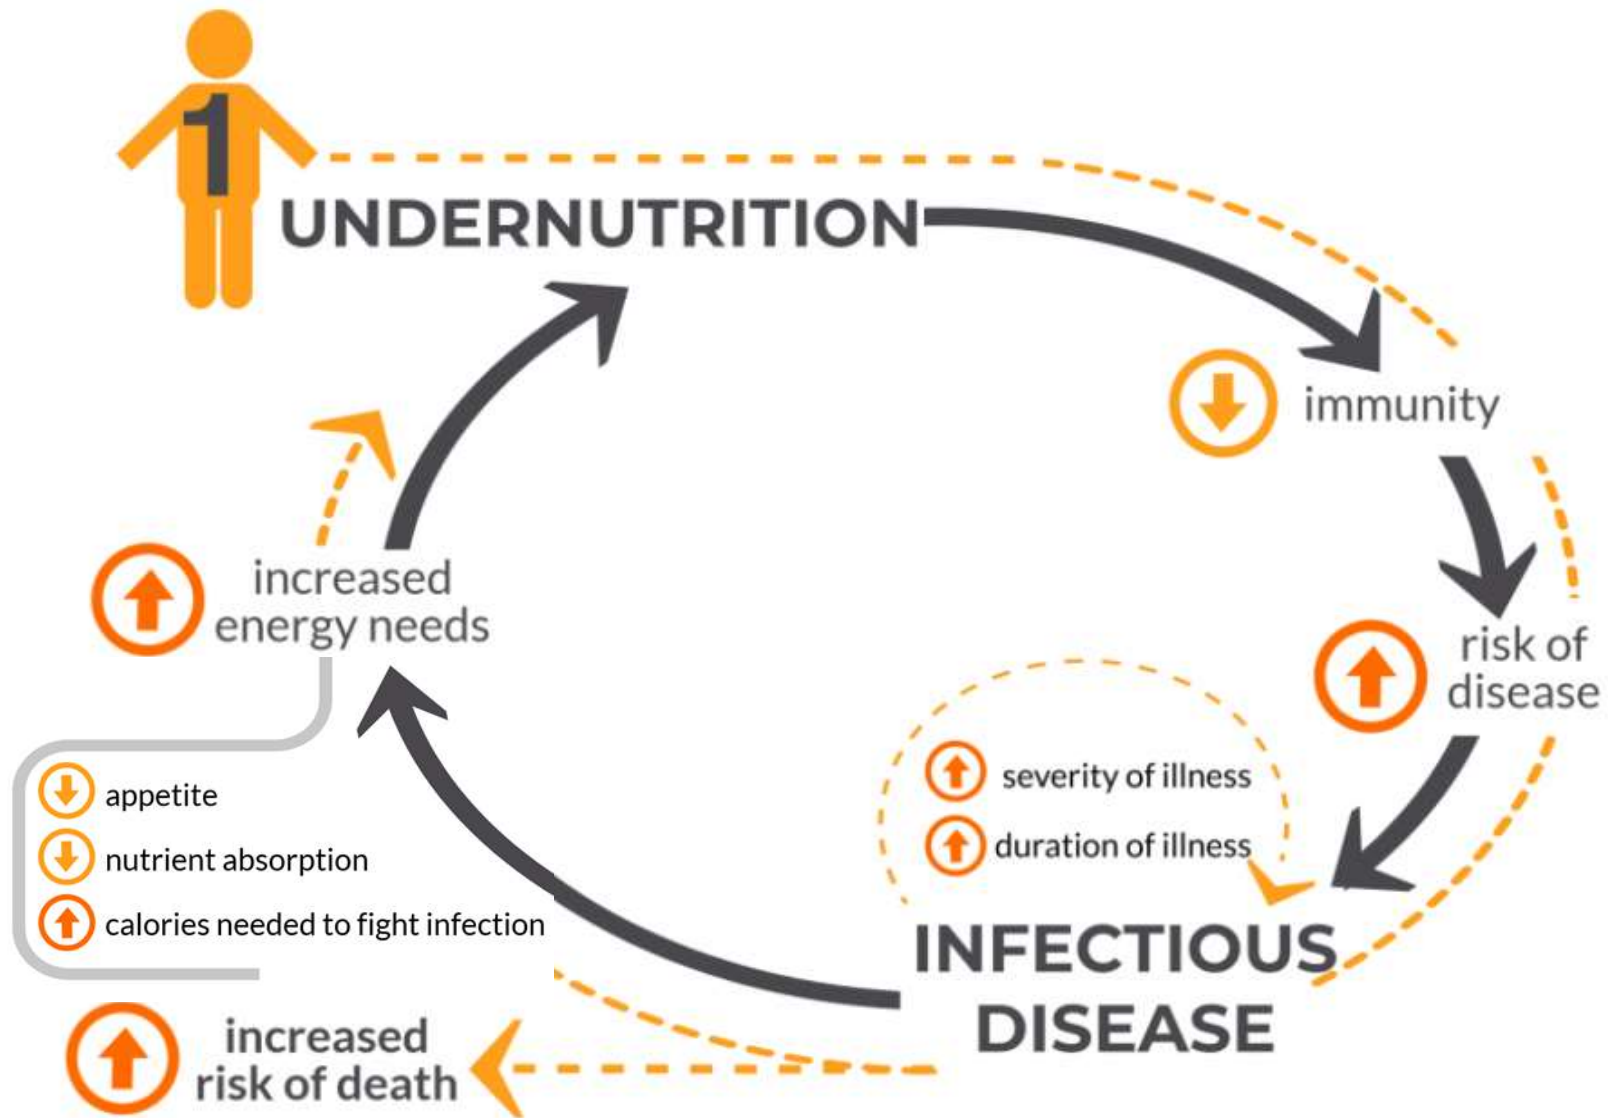 1
UNDERNUTRITION
immunity
risk of
disease
severity of illness
duration of illness
INFECTIOUS
DISEASE
increased
energy needs
appetite
nutrient absorption
calories needed to fight infection
increased
risk of death